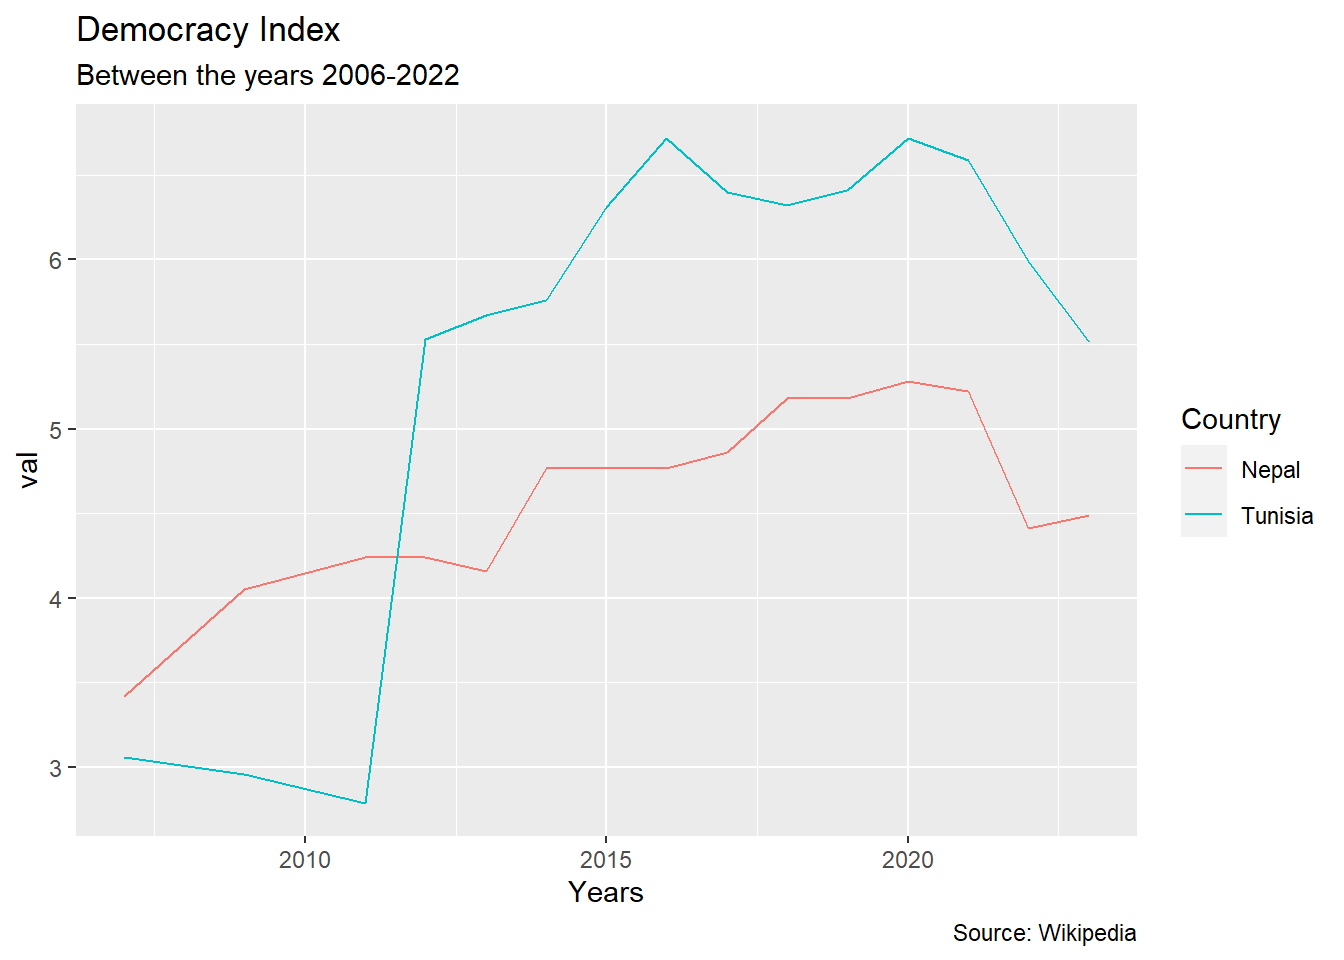 Democracy Index
Between the years 2006-2022
6
5
4
3
val
2010
2015
2020
Years
Country
Nepal
Tunisia
Source: Wikipedia